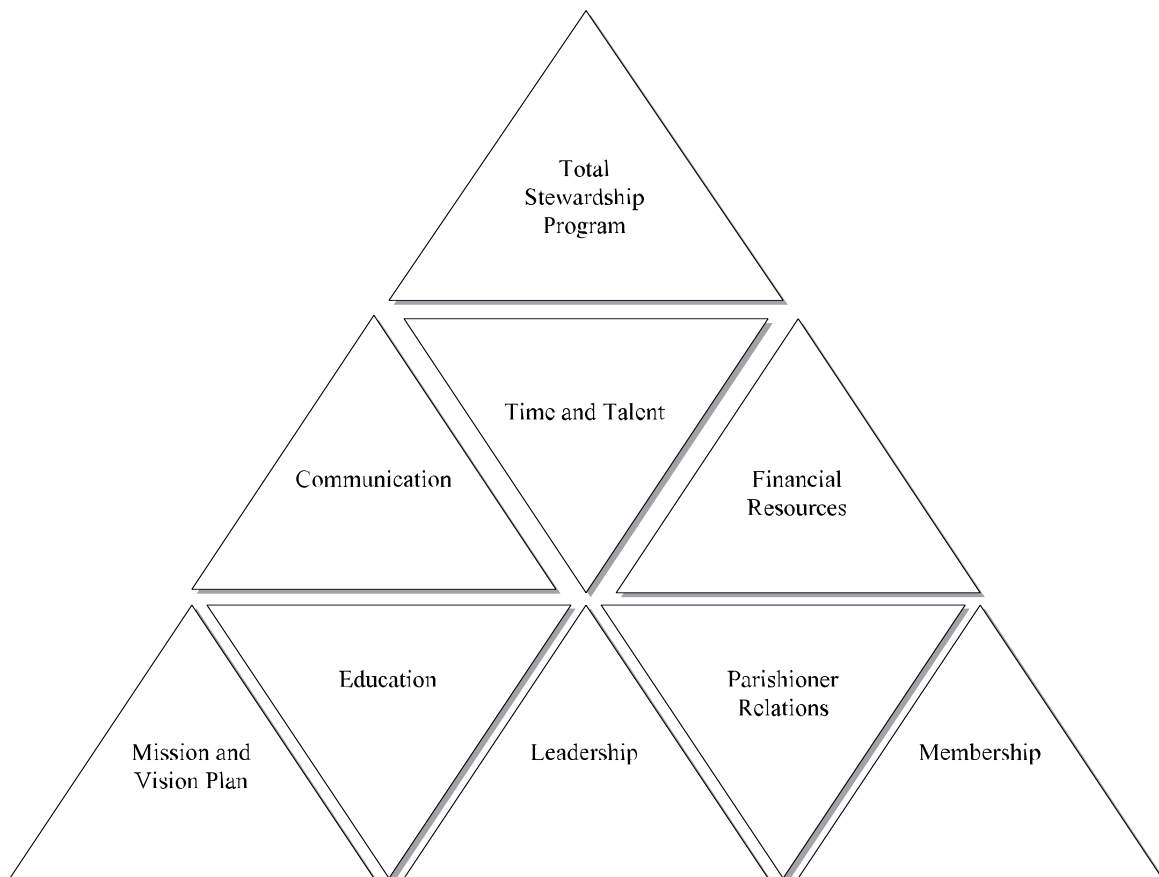 Total
Stewardship
Program
Time and Talent
Communication
Financial
Resources
Education
Parishioner
Relations
Mission and
Vision Plan
Leadership
Membership